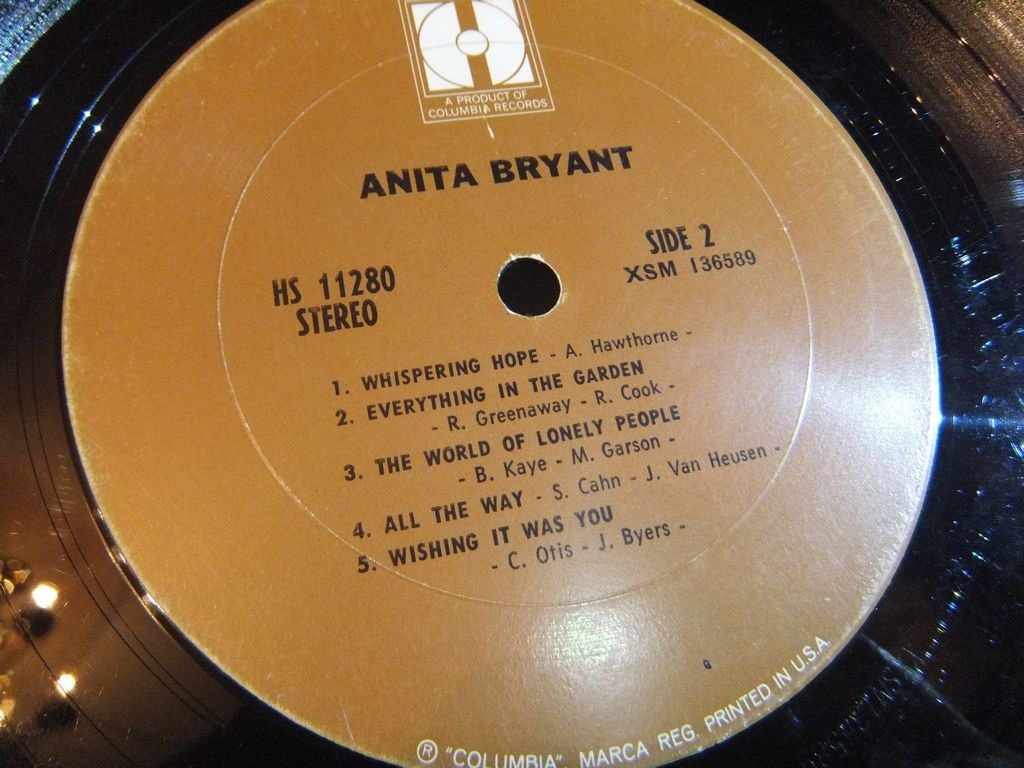 A PRODUCT OF
COLUMBIA RECORDS
ANITA BRYANT
HS 11280
STEREO
SIDE 2
XSM 136589
1. WHISPERING HOPE - A. Hawthorne -
2. EVERYTHING IN THE GARDEN
- R. Greenaway - R. Cook -
3. THE WORLD OF LONELY PEOPLE
- B. Kaye - M. Garson -
4. ALL THE WAY - S. Cahn - J. Van Heusen -
5. WISHING IT WAS YOU
- C. Otis - J. Byers -
® "COLUMBIA", MARCA REG. PRINTED IN U.S.A.